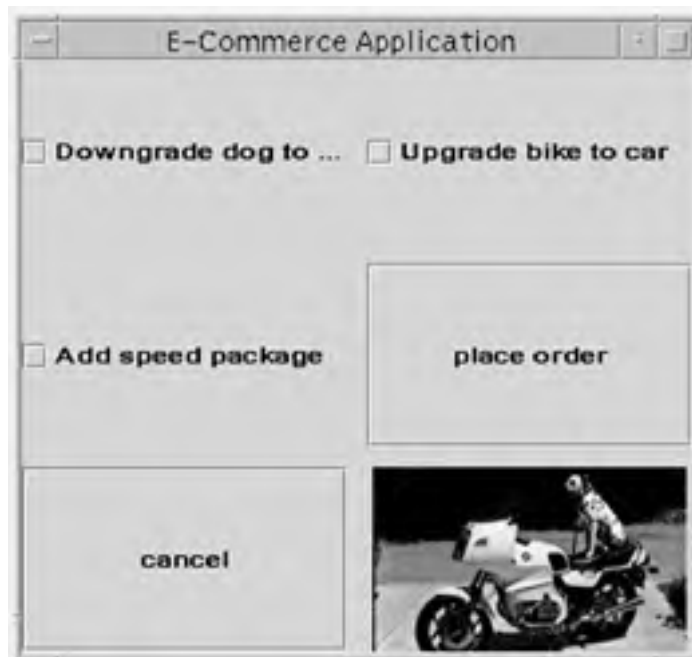 E-Commerce Application
Downgrade dog to ...
Upgrade bike to car
Add speed package
place order
cancel